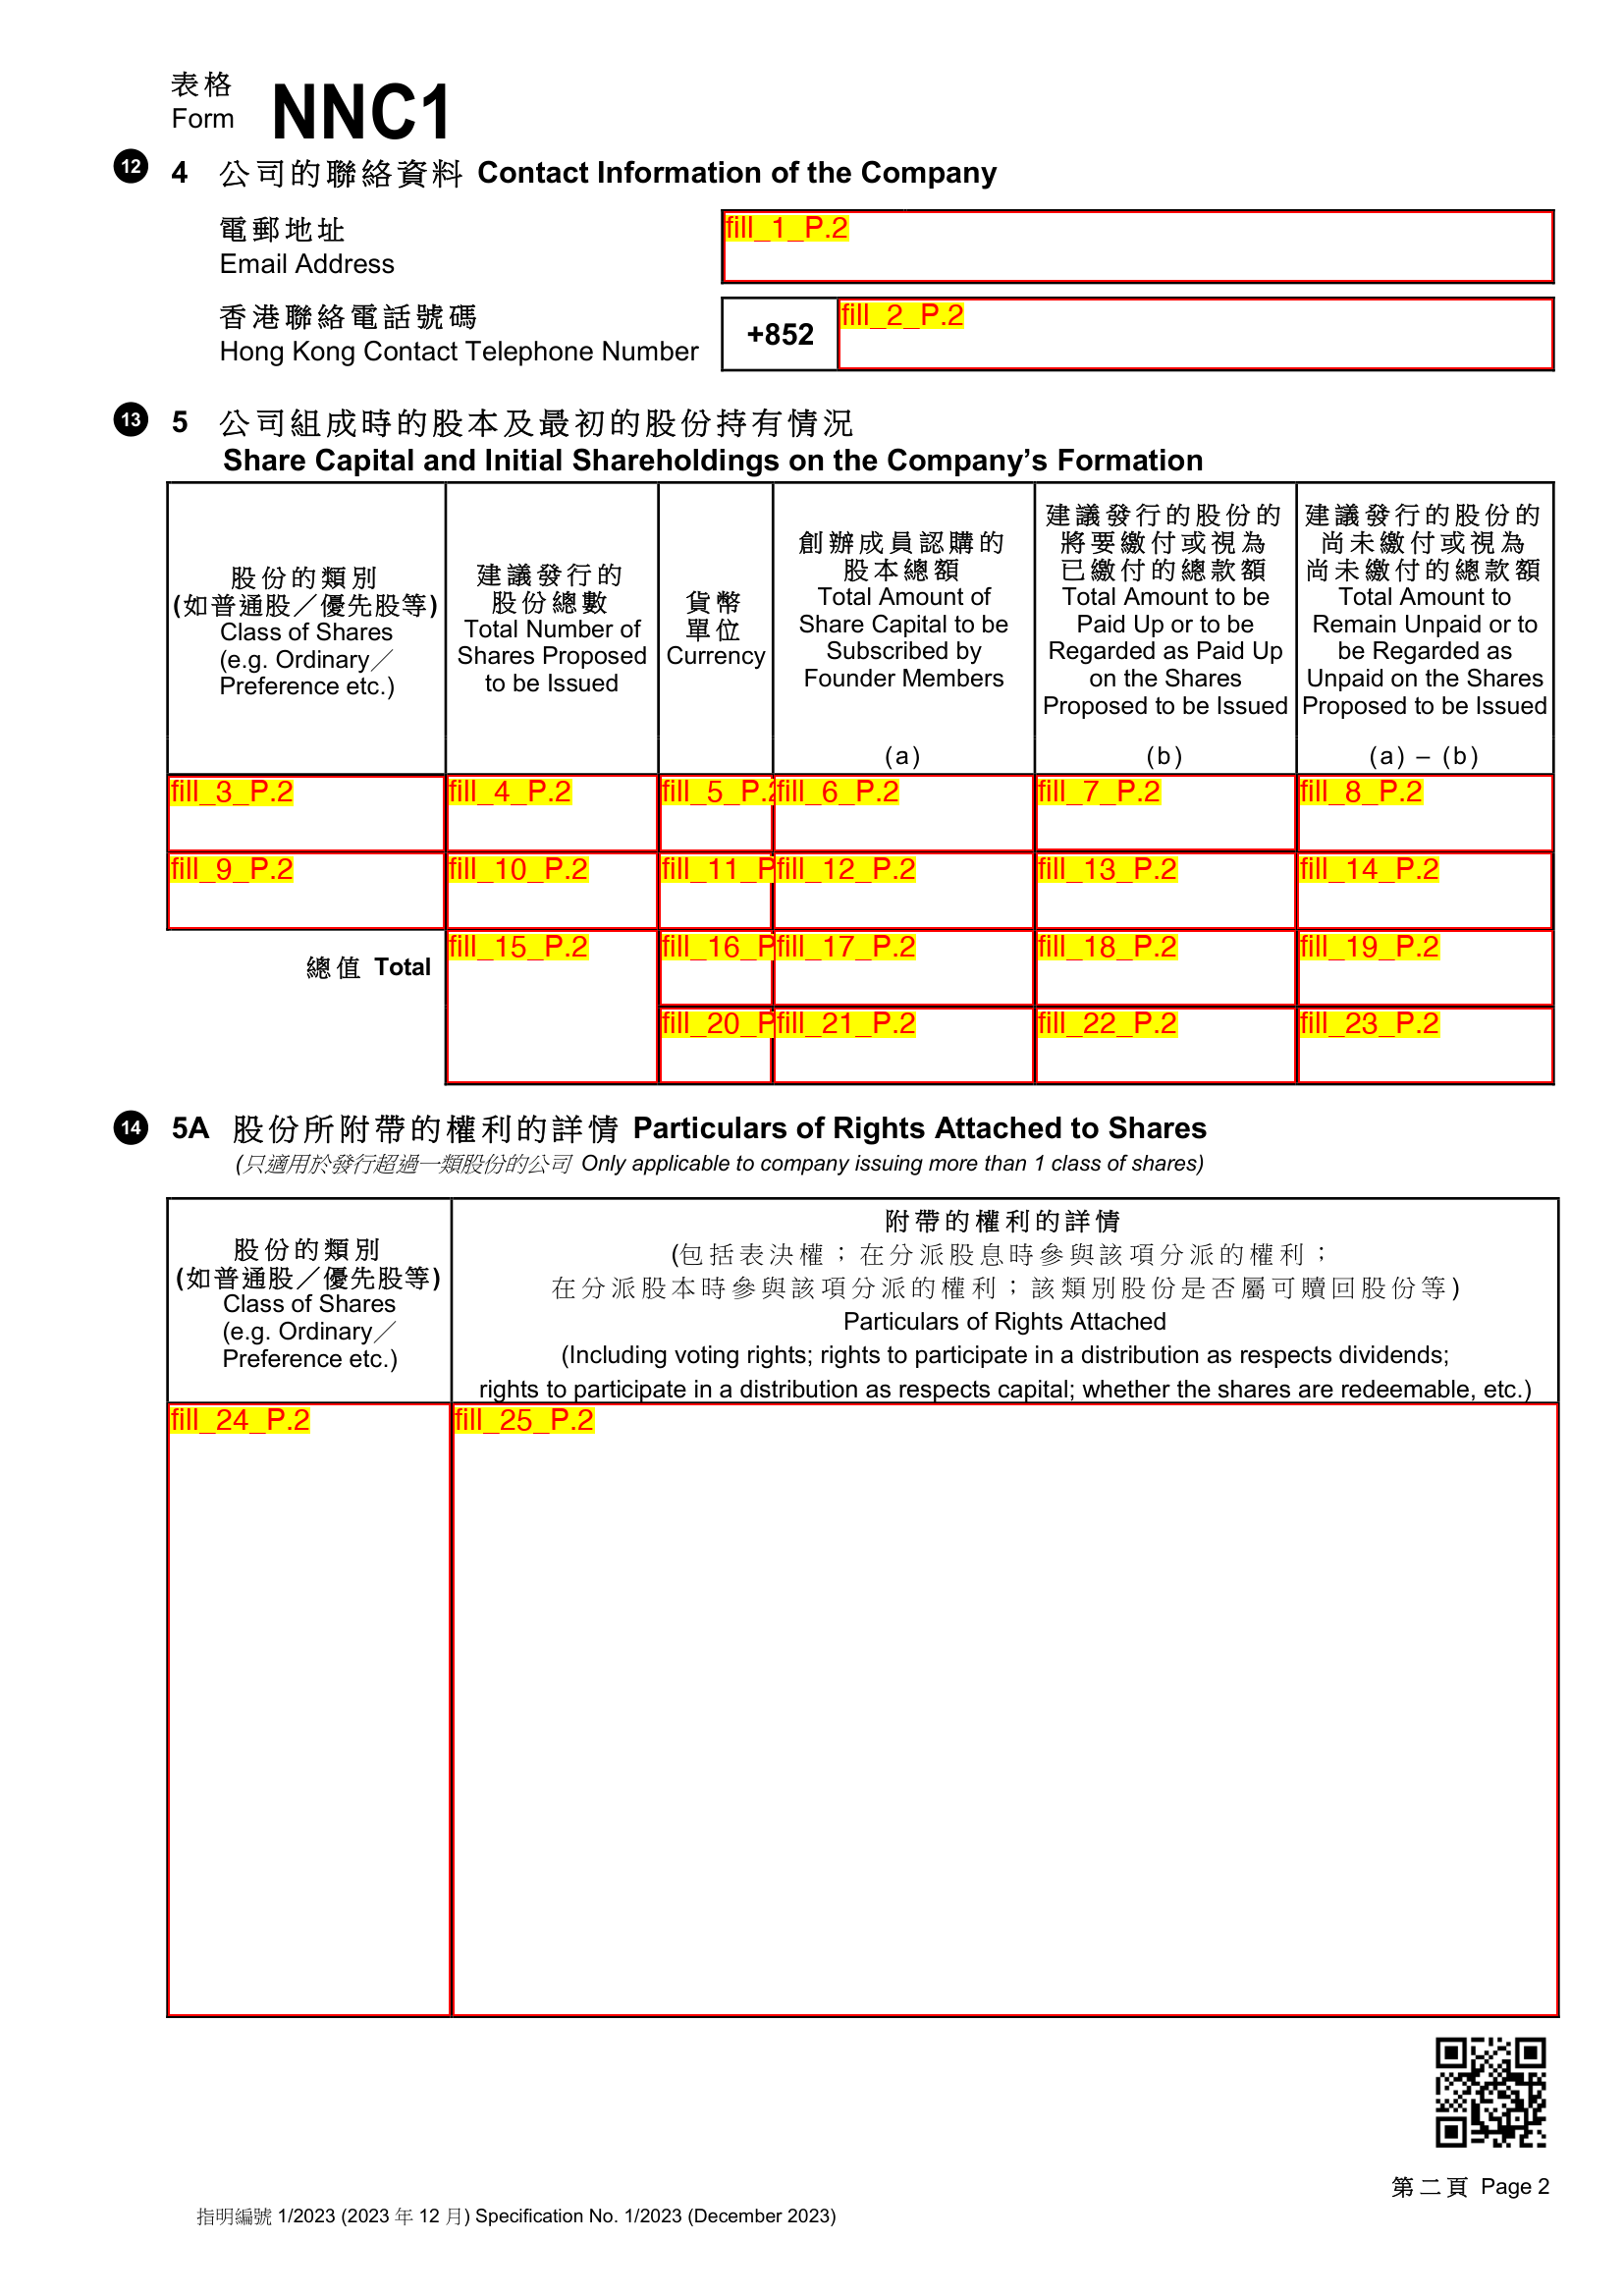 表格
Form NNC1
12 4 公司的聯絡資料 Contact Information of the Company
電郵地址
Email Address
fill_1_P.2
香港聯絡電話號碼
Hong Kong Contact Telephone Number
+852
fill_2_P.2
13 5 公司組成時的股本及最初的股份持有情況
Share Capital and Initial Shareholdings on the Company's Formation
股份的類別
(如普通股／優先股等)
Class of Shares
(e.g. Ordinary／
Preference etc.)
建議發行的
股份總數
Total Number of
Shares Proposed
to be Issued
貨幣
單位
Currency
創辦成員認購的
股本總額
Total Amount of
Share Capital to be
Subscribed by
Founder Members
(a)
建議發行的股份的
將要繳付或視為
已繳付的總款額
Total Amount to be
Paid Up or to be
Regarded as Paid Up
on the Shares
Proposed to be Issued
(b)
建議發行的股份的
尚未繳付或視為
尚未繳付的總款額
Total Amount to
Remain Unpaid or to
be Regarded as
Unpaid on the Shares
Proposed to be Issued
(a) – (b)
fill_3_P.2 fill_4_P.2 fill_5_P.2 fill_6_P.2 fill_7_P.2 fill_8_P.2
fill_9_P.2 fill_10_P.2 fill_11_P fill_12_P.2 fill_13_P.2 fill_14_P.2
總值 Total fill_15_P.2 fill_16_P fill_17_P.2 fill_18_P.2 fill_19_P.2
fill_20_P fill_21_P.2 fill_22_P.2 fill_23_P.2
14 5A 股份所附帶的權利的詳情 Particulars of Rights Attached to Shares
(只適用於發行超過一類股份的公司 Only applicable to company issuing more than 1 class of shares)
股份的類別
(如普通股／優先股等)
Class of Shares
(e.g. Ordinary／
Preference etc.)
附帶的權利的詳情
(包括表決權；在分派股息時參與該項分派的權利；
在分派股本時參與該項分派的權利；該類別股份是否屬可贖回股份等)
Particulars of Rights Attached
(Including voting rights; rights to participate in a distribution as respects dividends;
rights to participate in a distribution as respects capital; whether the shares are redeemable, etc.)
fill_24_P.2 fill_25_P.2
第二頁 Page 2
指明編號 1/2023 (2023 年 12 月) Specification No. 1/2023 (December 2023)